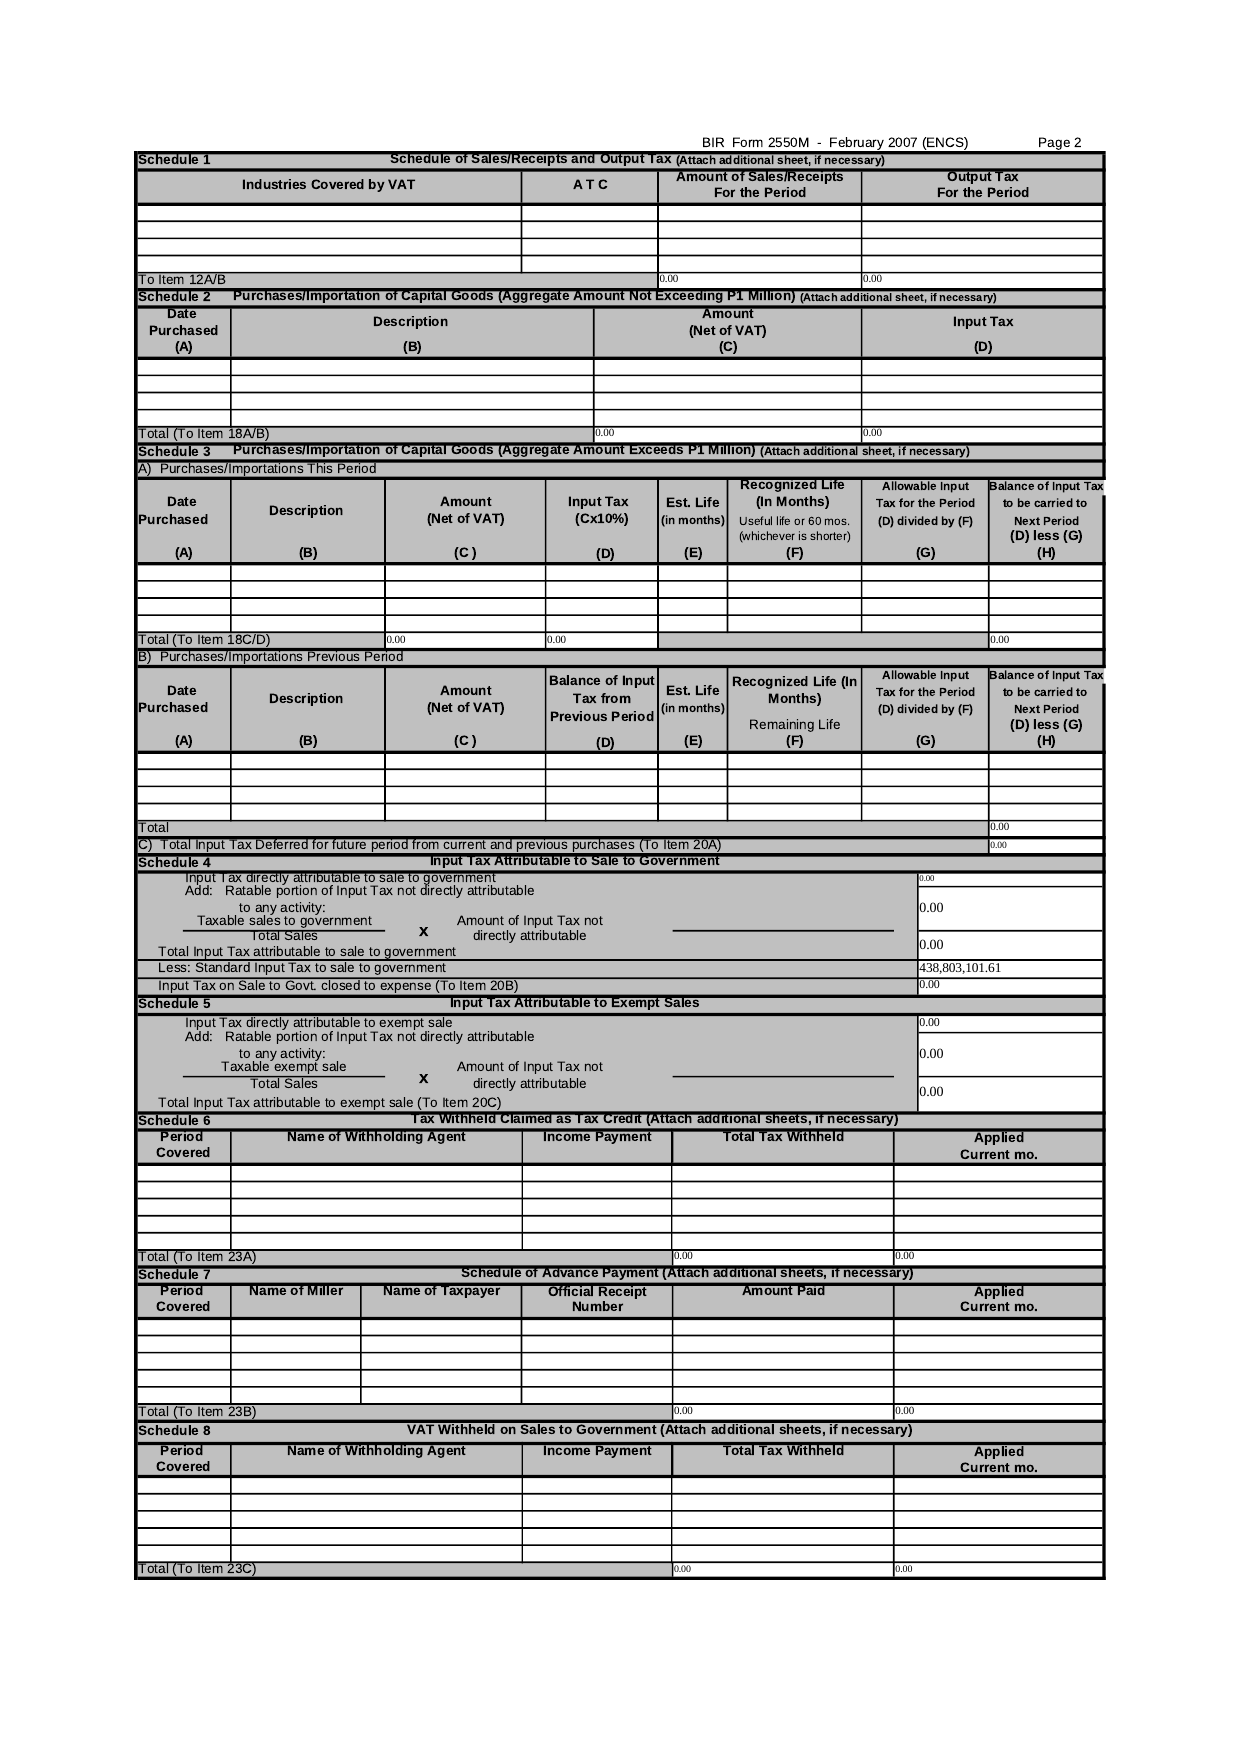 BIR Form 2550M - February 2007 (ENCS) Page 2
Schedule 1 Schedule of Sales/Receipts and Output Tax (Attach additional sheet, if necessary)
Industries Covered by VAT A T C Amount of Sales/Receipts For the Period Output Tax For the Period
To Item 12A/B 0.00 0.00
Schedule 2 Purchases/Importation of Capital Goods (Aggregate Amount Not Exceeding P1 Million) (Attach additional sheet, if necessary)
Date Purchased (A) Description (B) Amount (Net of VAT) (C) Input Tax (D)
Total (To Item 18A/B) 0.00 0.00
Schedule 3 Purchases/Importation of Capital Goods (Aggregate Amount Exceeds P1 Million) (Attach additional sheet, if necessary)
A) Purchases/Importations This Period
Date Purchased (A) Description (B) Amount (Net of VAT) (C ) Input Tax (Cx10%) (D) Est. Life (in months) (E) Recognized Life (In Months) Useful life or 60 mos. (whichever is shorter) (F) Allowable Input Tax for the Period (D) divided by (F) (G) Balance of Input Tax to be carried to Next Period (D) less (G) (H)
Total (To Item 18C/D) 0.00 0.00 0.00
B) Purchases/Importations Previous Period
Date Purchased (A) Description (B) Amount (Net of VAT) (C ) Balance of Input Tax from Previous Period (D) Est. Life (in months) (E) Recognized Life (In Months) Remaining Life (F) Allowable Input Tax for the Period (D) divided by (F) (G) Balance of Input Tax to be carried to Next Period (D) less (G) (H)
Total 0.00
C) Total Input Tax Deferred for future period from current and previous purchases (To Item 20A) 0.00
Schedule 4 Input Tax Attributable to Sale to Government
Input Tax directly attributable to sale to government 0.00
Add: Ratable portion of Input Tax not directly attributable
to any activity: 0.00
Taxable sales to government Amount of Input Tax not
x
Total Sales directly attributable
0.00
Total Input Tax attributable to sale to government
Less: Standard Input Tax to sale to government 438,803,101.61
Input Tax on Sale to Govt. closed to expense (To Item 20B) 0.00
Schedule 5 Input Tax Attributable to Exempt Sales
Input Tax directly attributable to exempt sale 0.00
Add: Ratable portion of Input Tax not directly attributable
to any activity: 0.00
Taxable exempt sale Amount of Input Tax not
x
Total Sales directly attributable
0.00
Total Input Tax attributable to exempt sale (To Item 20C)
Schedule 6 Tax Withheld Claimed as Tax Credit (Attach additional sheets, if necessary)
Period Covered Name of Withholding Agent Income Payment Total Tax Withheld Applied Current mo.
Total (To Item 23A) 0.00 0.00
Schedule 7 Schedule of Advance Payment (Attach additional sheets, if necessary)
Period Covered Name of Miller Name of Taxpayer Official Receipt Number Amount Paid Applied Current mo.
Total (To Item 23B) 0.00 0.00
Schedule 8 VAT Withheld on Sales to Government (Attach additional sheets, if necessary)
Period Covered Name of Withholding Agent Income Payment Total Tax Withheld Applied Current mo.
Total (To Item 23C) 0.00 0.00